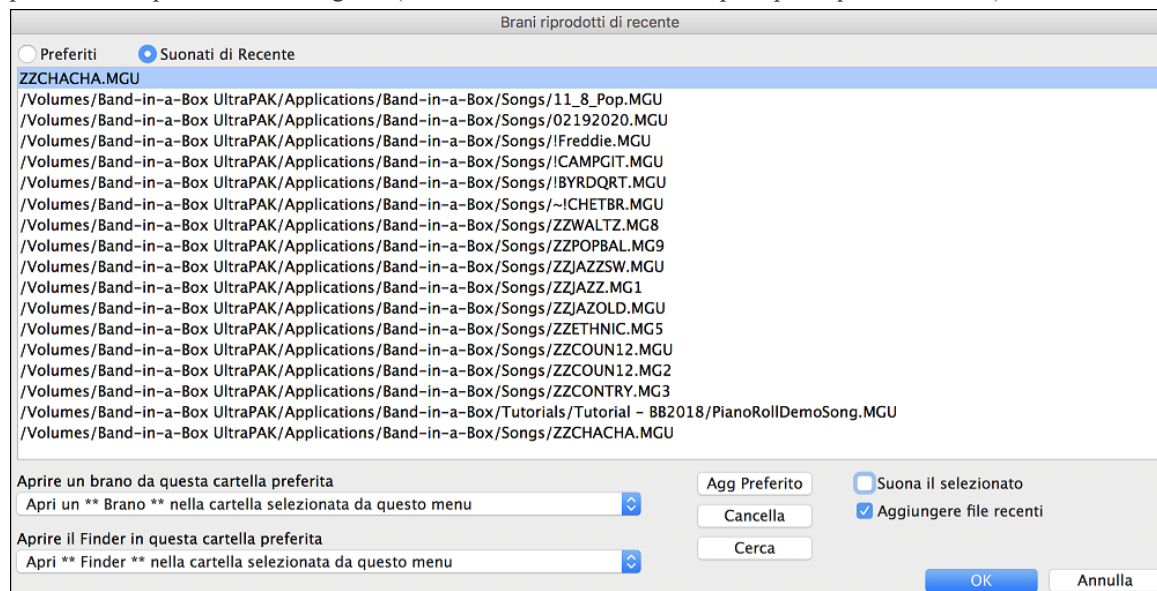 Brani riprodotti di recente
Preferiti Suonati di Recente
ZZCHACHA.MGU
/Volumes/Band-in-a-Box UltraPAK/Applications/Band-in-a-Box/Songs/11_8_Pop.MGU
/Volumes/Band-in-a-Box UltraPAK/Applications/Band-in-a-Box/Songs/02192020.MGU
/Volumes/Band-in-a-Box UltraPAK/Applications/Band-in-a-Box/Songs/!Freddie.MGU
/Volumes/Band-in-a-Box UltraPAK/Applications/Band-in-a-Box/Songs/!CAMPGIT.MGU
/Volumes/Band-in-a-Box UltraPAK/Applications/Band-in-a-Box/Songs/!BYRDQRT.MGU
/Volumes/Band-in-a-Box UltraPAK/Applications/Band-in-a-Box/Songs/~!CHETBR.MGU
/Volumes/Band-in-a-Box UltraPAK/Applications/Band-in-a-Box/Songs/ZZWALTZ.MG8
/Volumes/Band-in-a-Box UltraPAK/Applications/Band-in-a-Box/Songs/ZZPOPBAL.MG9
/Volumes/Band-in-a-Box UltraPAK/Applications/Band-in-a-Box/Songs/ZZJAZZSW.MGU
/Volumes/Band-in-a-Box UltraPAK/Applications/Band-in-a-Box/Songs/ZZJAZZ.MG1
/Volumes/Band-in-a-Box UltraPAK/Applications/Band-in-a-Box/Songs/ZZJAZOLD.MGU
/Volumes/Band-in-a-Box UltraPAK/Applications/Band-in-a-Box/Songs/ZZETHNIC.MG5
/Volumes/Band-in-a-Box UltraPAK/Applications/Band-in-a-Box/Songs/ZZCOUN12.MGU
/Volumes/Band-in-a-Box UltraPAK/Applications/Band-in-a-Box/Songs/ZZCOUN12.MG2
/Volumes/Band-in-a-Box UltraPAK/Applications/Band-in-a-Box/Songs/ZZCONTRY.MG3
/Volumes/Band-in-a-Box UltraPAK/Applications/Band-in-a-Box/Tutorials/Tutorial - BB2018/PianoRollDemoSong.MGU
/Volumes/Band-in-a-Box UltraPAK/Applications/Band-in-a-Box/Songs/ZZCHACHA.MGU
Aprire un brano da questa cartella preferita
Apri un ** Brano ** nella cartella selezionata da questo menu
Aprire il Finder in questa cartella preferita
Apri ** Finder ** nella cartella selezionata da questo menu
Agg Preferito
Cancella
Cerca
Suona il selezionato
Aggiungere file recenti
OK Annulla